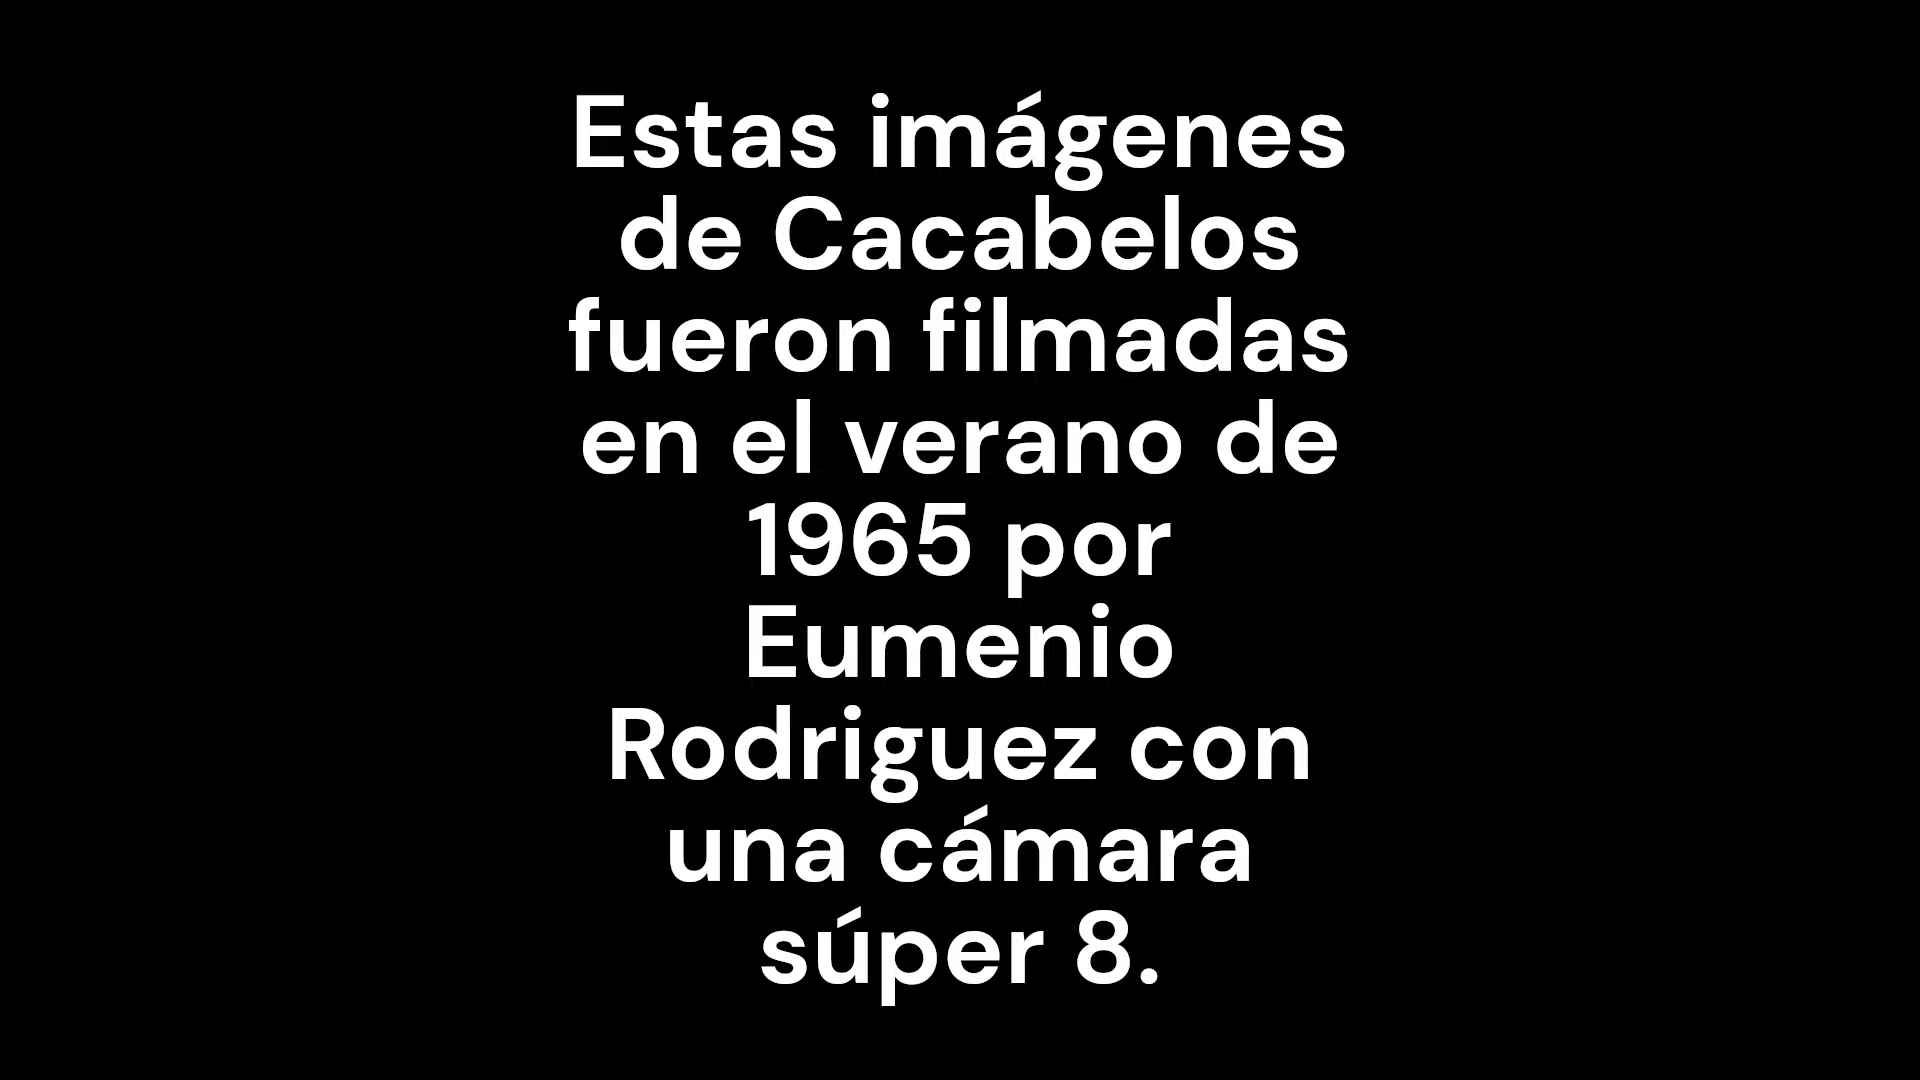 Estas imágenes
de Cacabelos
fueron filmadas
en el verano de
1965 por
Eumenio
Rodriguez con
una cámara
súper 8.